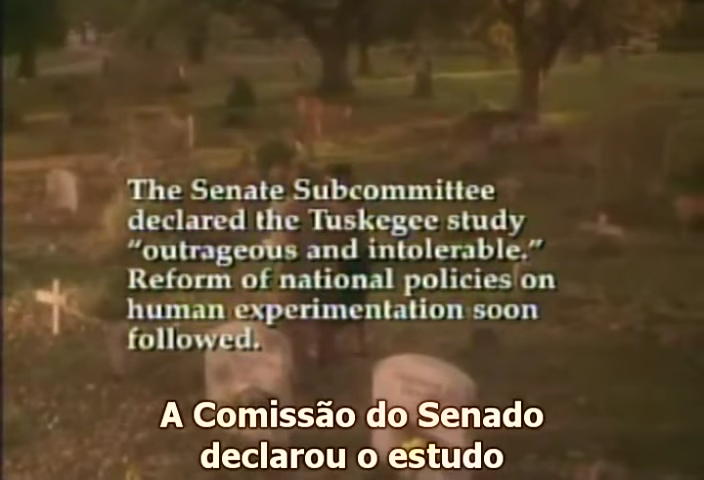 The Senate Subcommittee
declared the Tuskegee study
“outrageous and intolerable.”
Reform of national policies on
human experimentation soon
followed.
A Comissão do Senado
declarou o estudo